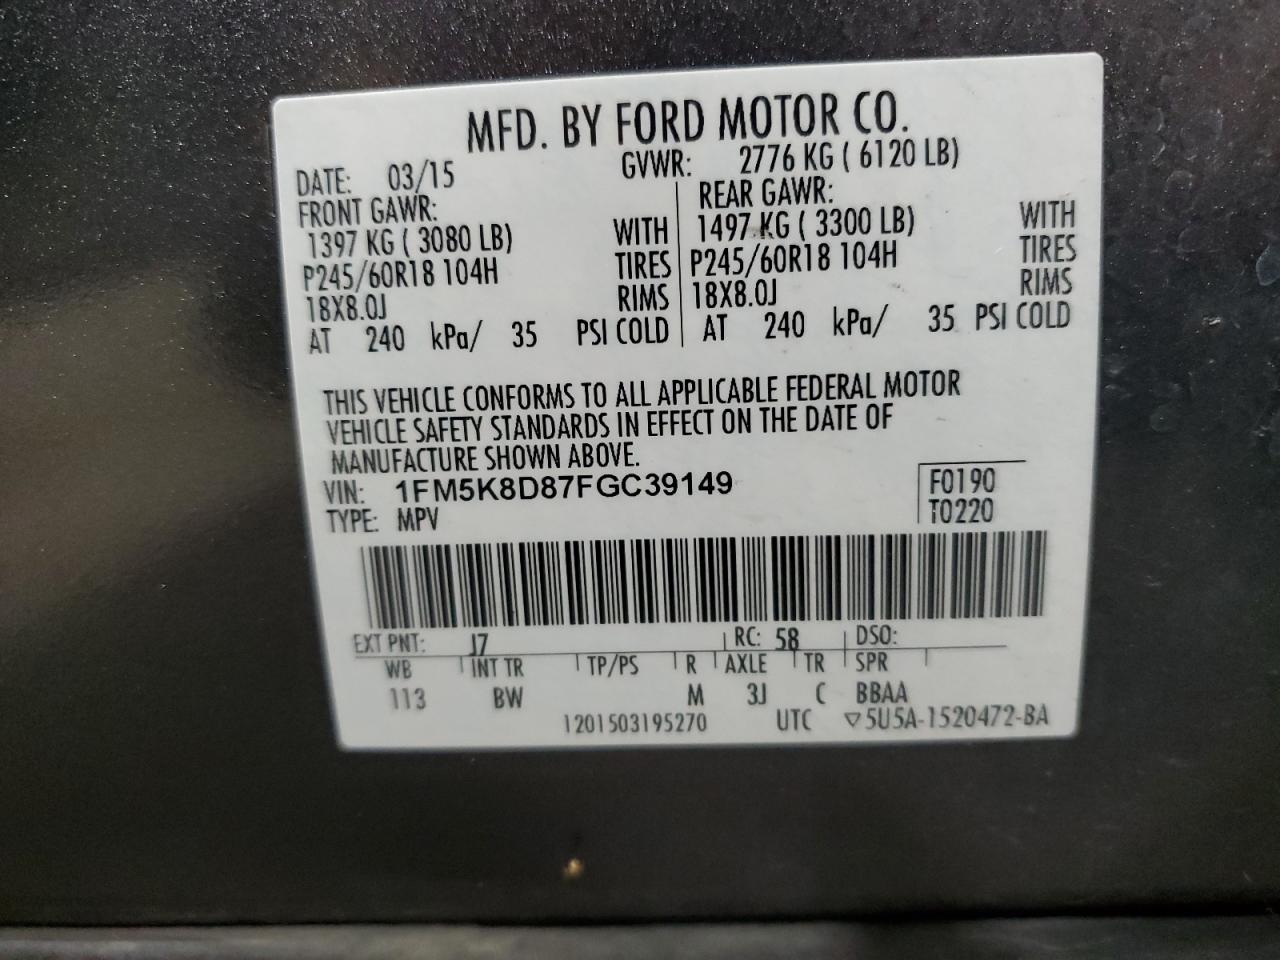 MFD. BY FORD MOTOR CO.
DATE: 03/15 GVWR: 2776 KG ( 6120 LB)
FRONT GAWR: REAR GAWR:
1397 KG ( 3080 LB) WITH 1497 KG ( 3300 LB) WITH
P245/60R18 104H TIRES P245/60R18 104H TIRES
18X8.0J RIMS 18X8.0J RIMS
AT 240 kPa/ 35 PSI COLD AT 240 kPa/ 35 PSI COLD
THIS VEHICLE CONFORMS TO ALL APPLICABLE FEDERAL MOTOR
VEHICLE SAFETY STANDARDS IN EFFECT ON THE DATE OF
MANUFACTURE SHOWN ABOVE.
VIN: 1FM5K8D87FGC39149 F0190
TYPE: MPV T0220
EXT PNT: J7 RC: 58 DSO:
WB INT TR TP/PS R AXLE TR SPR
113 BW M 3J C BBAA
1201503195270 UTC ▽5U5A-1520472-BA